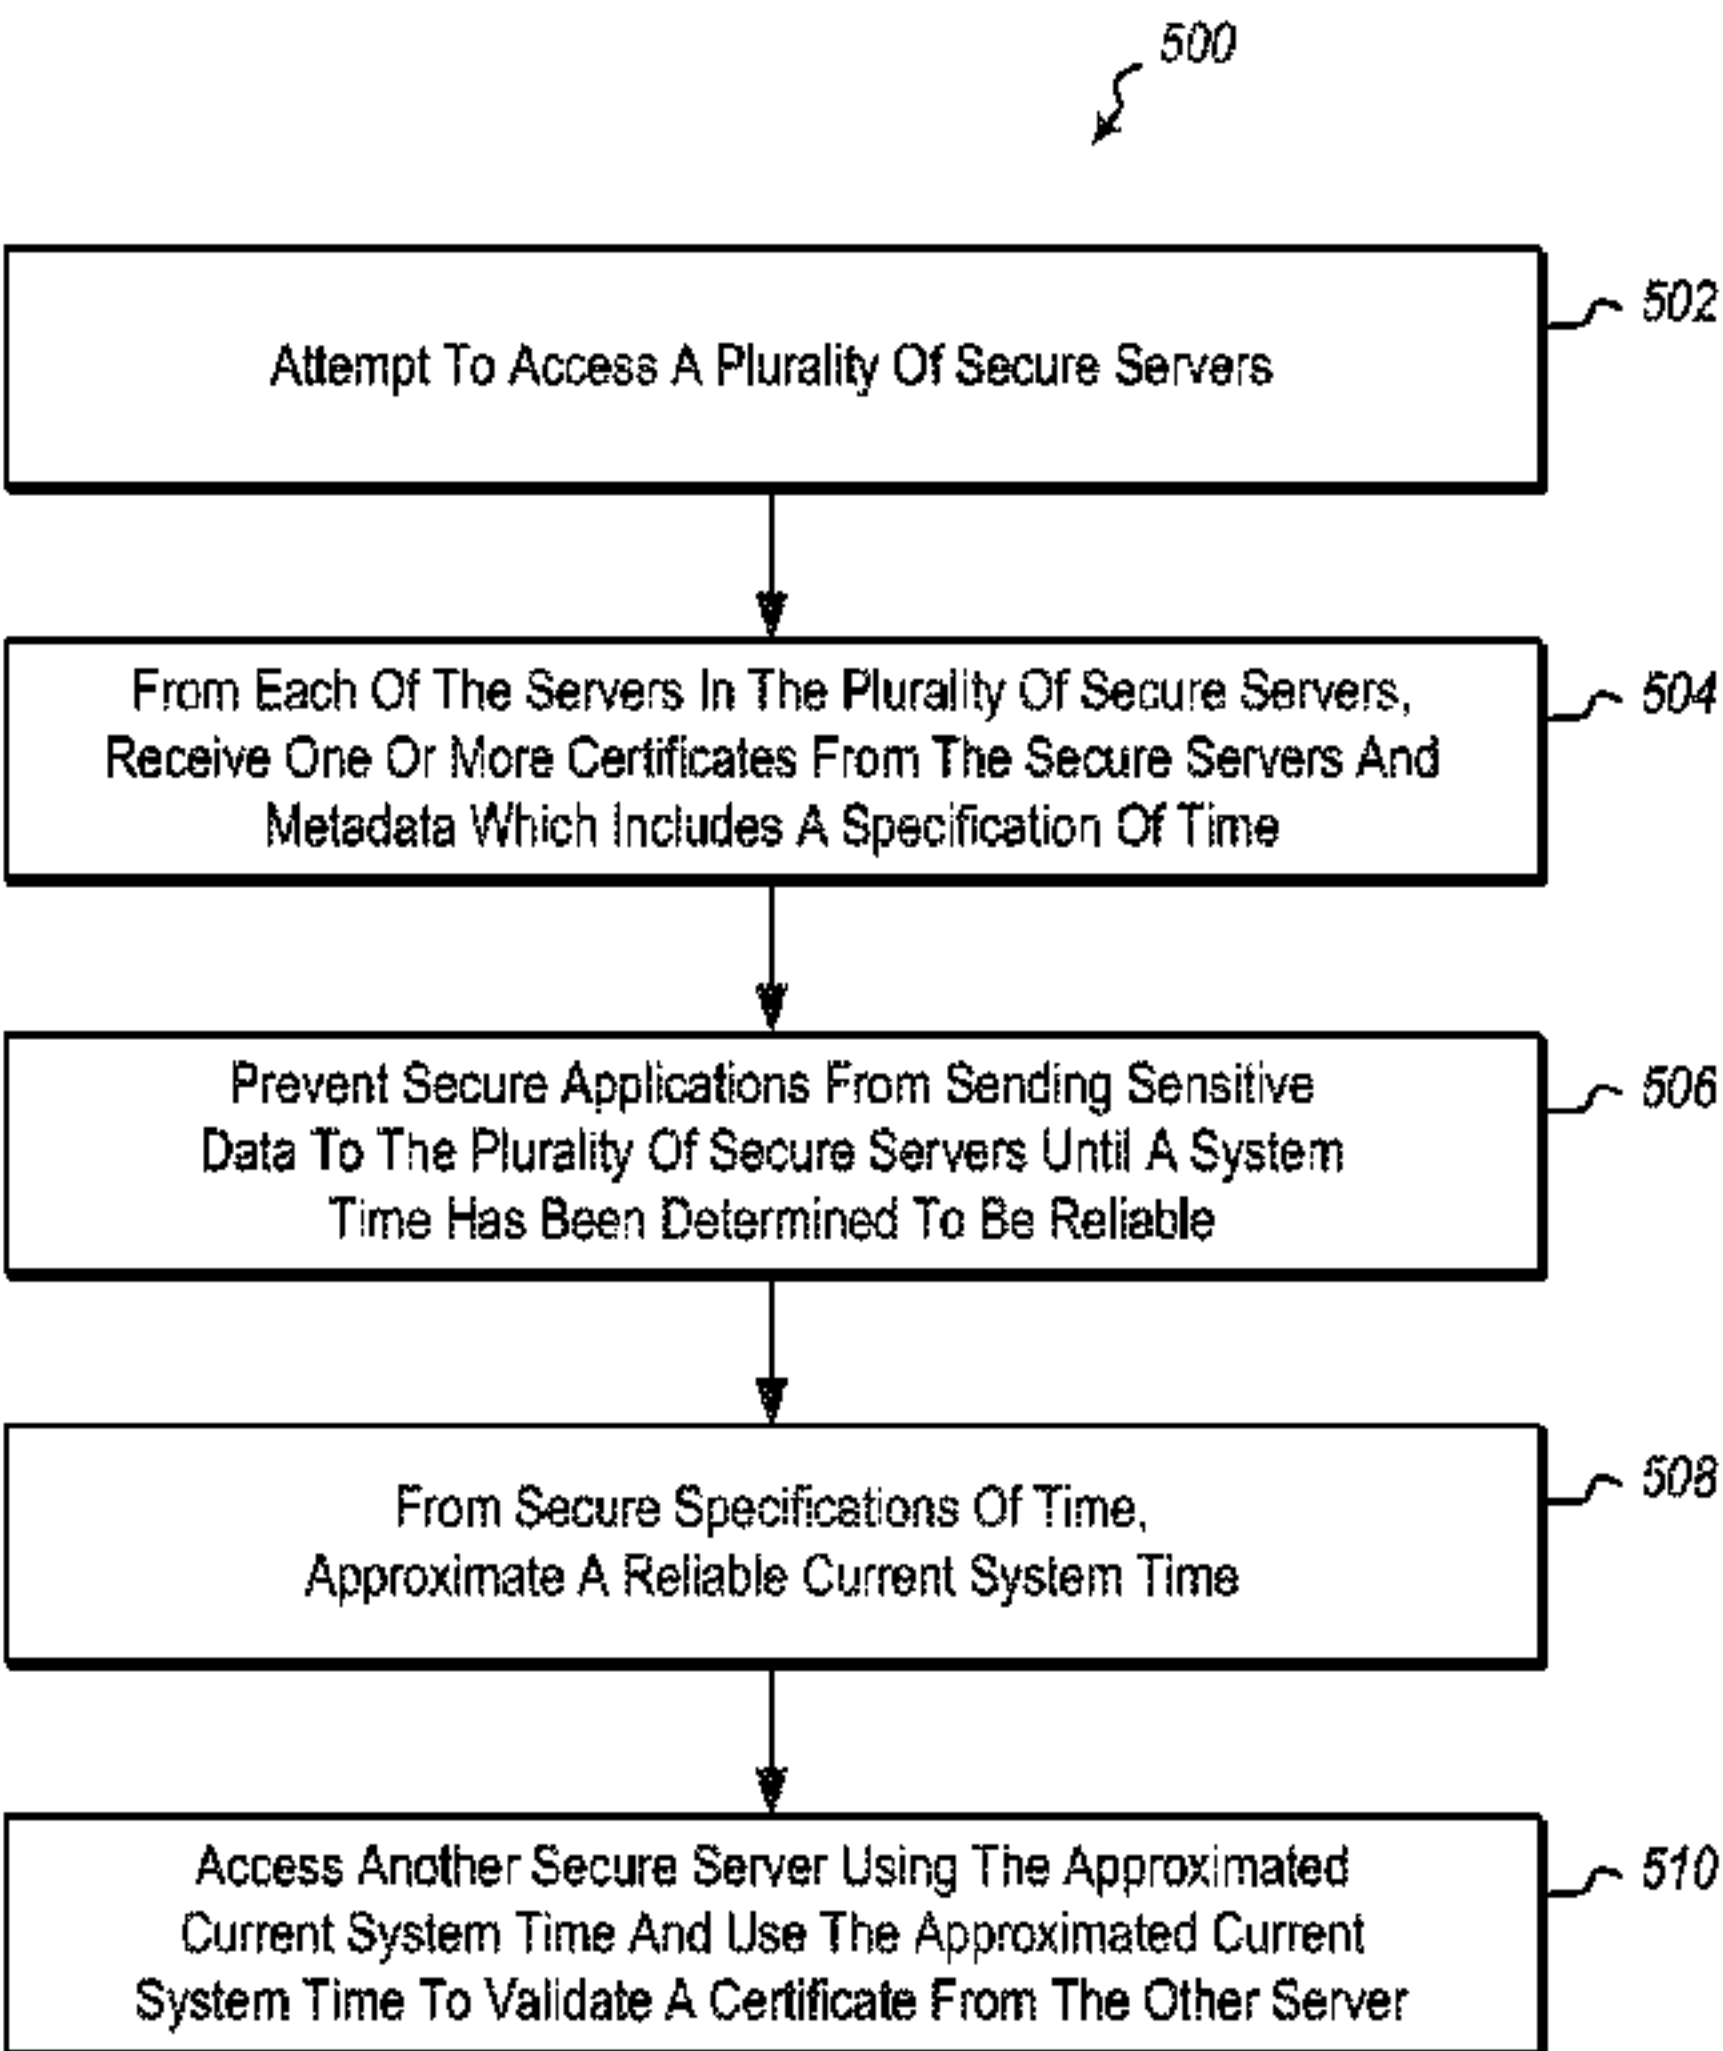 500
Attempt To Access A Plurality Of Secure Servers
502
From Each Of The Servers In The Plurality Of Secure Servers,
Receive One Or More Certificates From The Secure Servers And
Metadata Which Includes A Specification Of Time
504
Prevent Secure Applications From Sending Sensitive
Data To The Plurality Of Secure Servers Until A System
Time Has Been Determined To Be Reliable
506
From Secure Specifications Of Time,
Approximate A Reliable Current System Time
508
Access Another Secure Server Using The Approximated
Current System Time And Use The Approximated Current
System Time To Validate A Certificate From The Other Server
510